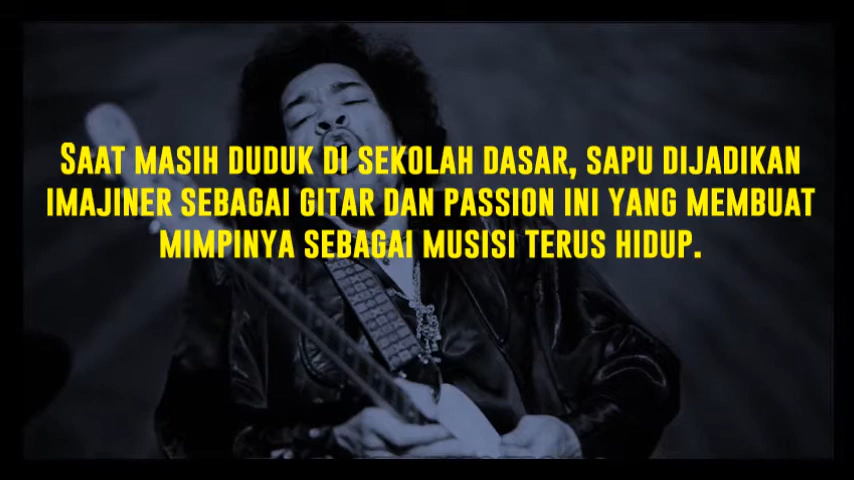 Saat masih duduk di sekolah dasar, sapu dijadikan
imajiner sebagai gitar dan passion ini yang membuat
mimpinya sebagai musisi terus hidup.